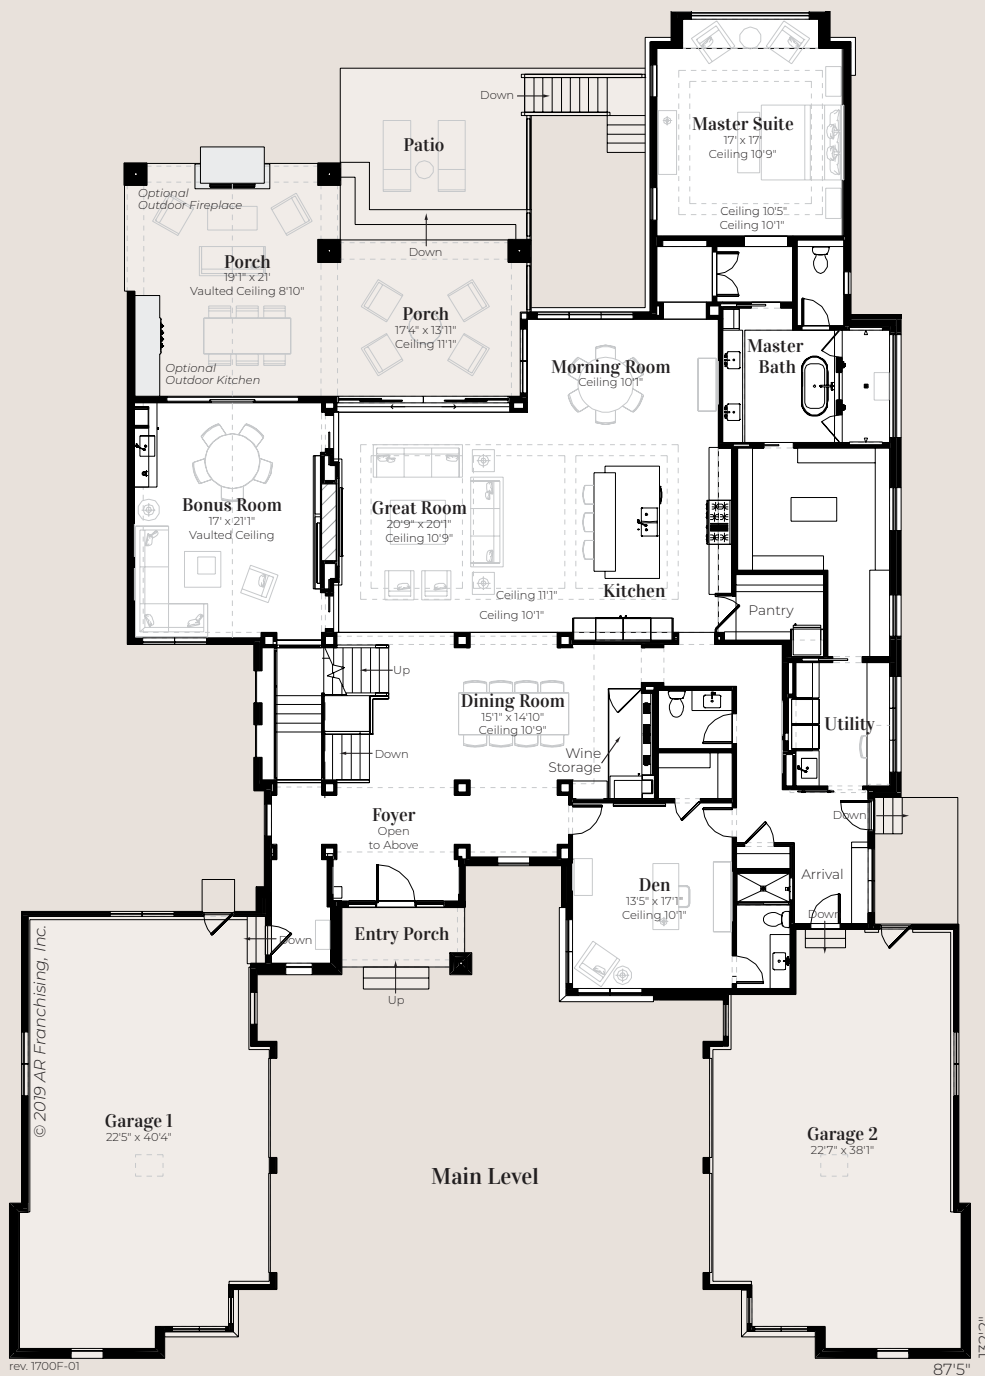 Master Suite
17' x 17'
Ceiling 10'9"
Ceiling 10'5"
Ceiling 10'1"
Down
Patio
Optional
Outdoor Fireplace
Down
Porch
19'1" x 21'
Vaulted Ceiling 8'10"
Porch
17'4" x 13'11"
Ceiling 11'1"
Optional
Outdoor Kitchen
Morning Room
Ceiling 10'1"
Master
Bath
Bonus Room
17' x 21'1"
Vaulted Ceiling
Great Room
20'9" x 20'1"
Ceiling 10'9"
Ceiling 11'1"
Ceiling 10'1"
Kitchen
Pantry
Up
Dining Room
15'1" x 14'10"
Ceiling 10'9"
Down
Wine
Storage
Utility
Foyer
Open
to Above
Down
Den
13'5" x 17'1"
Ceiling 10'1"
Arrival
Down
Entry Porch
Down
Up
© 2019 AR Franchising, Inc.
Garage 1
22'5" x 40'4"
Garage 2
22'7" x 38'1"
Main Level
rev. 1700F-01
87'5"
132'2"